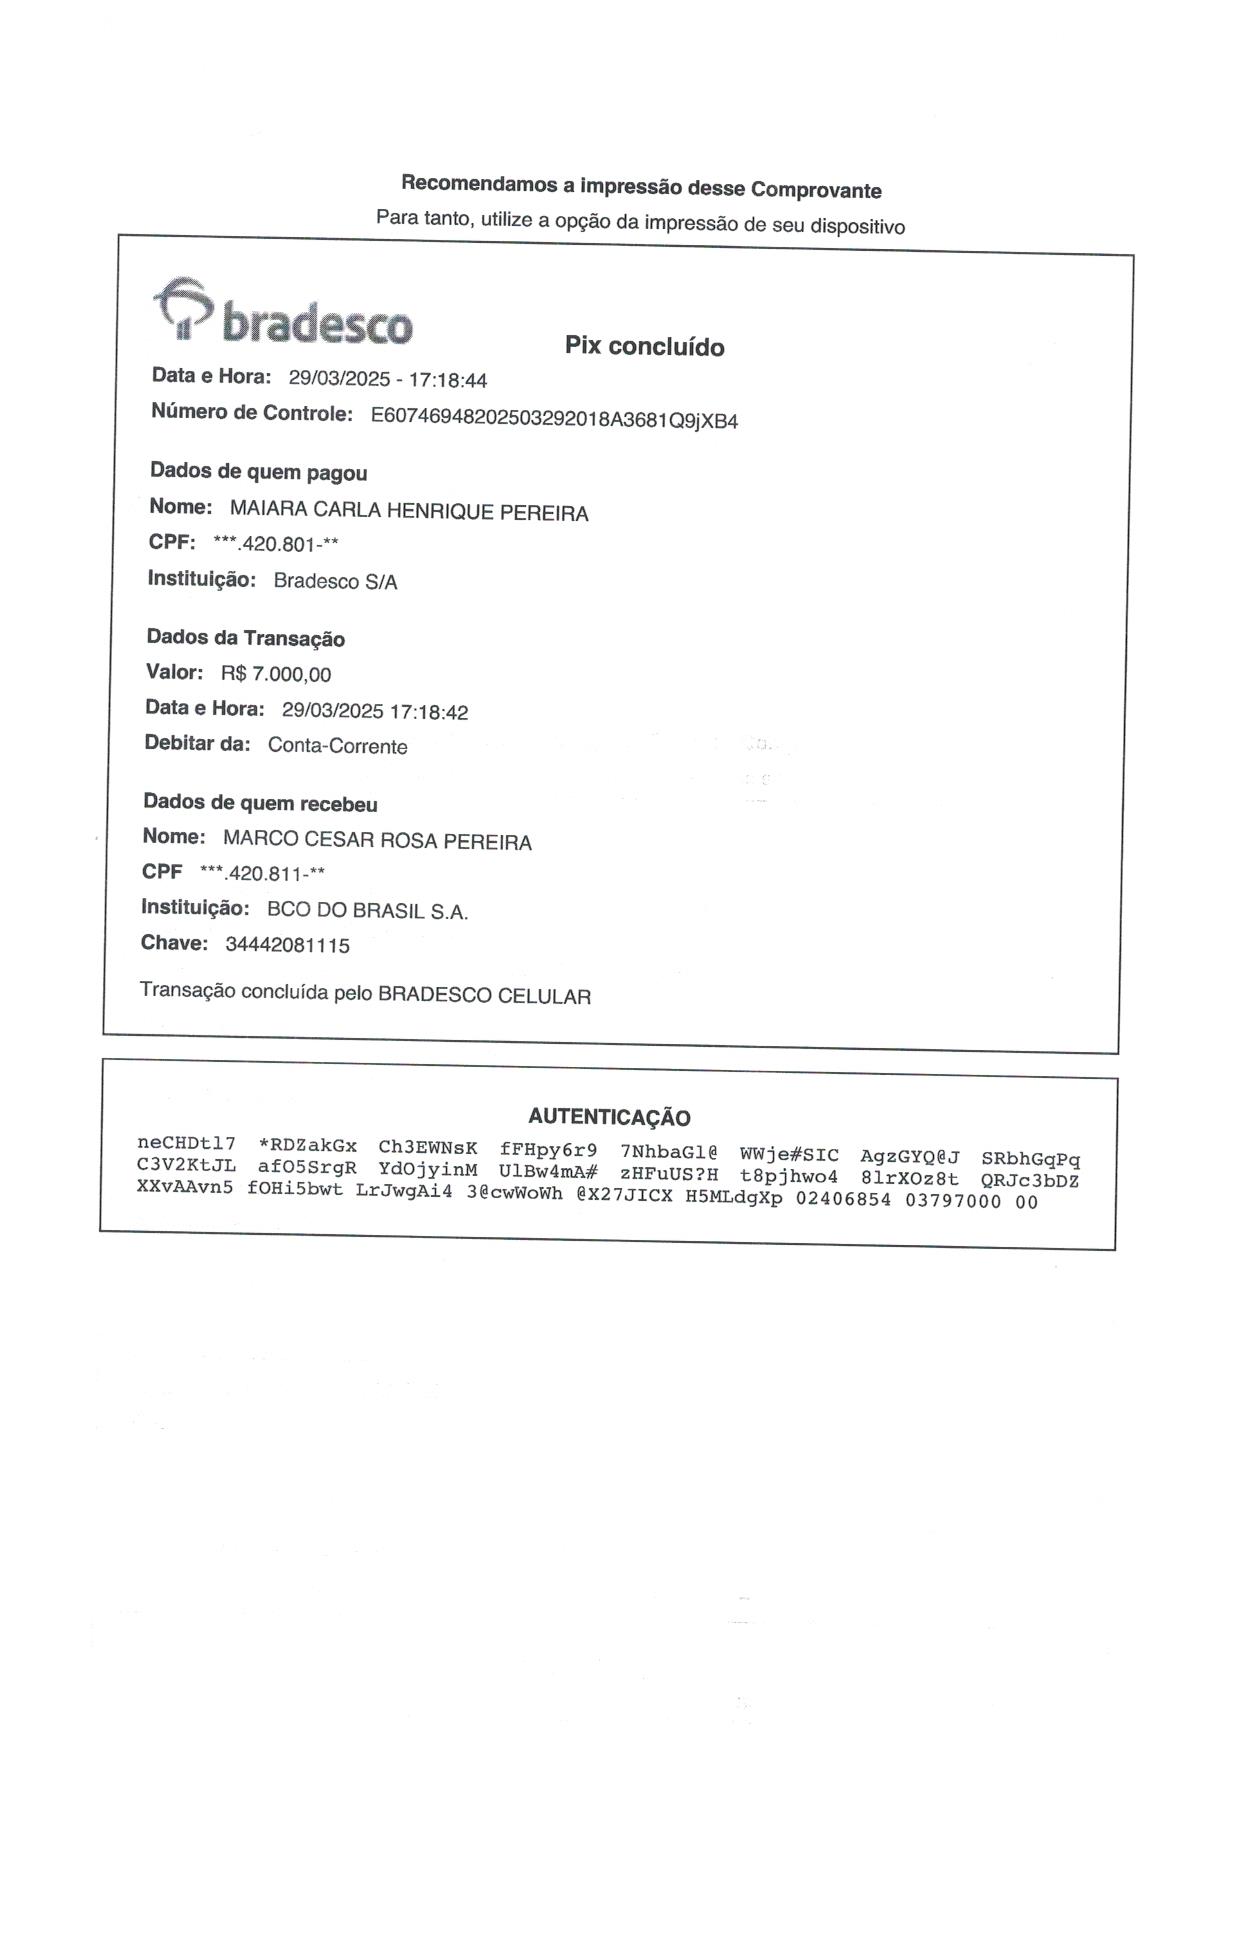 Recomendamos a impressão desse Comprovante
Para tanto, utilize a opção da impressão de seu dispositivo
bradesco
Pix concluído
Data e Hora: 29/03/2025 - 17:18:44
Número de Controle: E60746948202503292018A3681Q9jXB4
Dados de quem pagou
Nome: MAIARA CARLA HENRIQUE PEREIRA
CPF: ***.420.801-**
Instituição: Bradesco S/A
Dados da Transação
Valor: R$ 7.000,00
Data e Hora: 29/03/2025 17:18:42
Debitar da: Conta-Corrente
Dados de quem recebeu
Nome: MARCO CESAR ROSA PEREIRA
CPF ***.420.811-**
Instituição: BCO DO BRASIL S.A.
Chave: 34442081115
Transação concluída pelo BRADESCO CELULAR
AUTENTICAÇÃO
neCHDtl7 *RDZakGx Ch3EWNsK fFHpy6r9 7NhbaGl@ WWje#SIC AgzGYQ@J SRbhGqPq
C3V2KtJL afO5SrgR YdOjyinM UlBw4mA# zHFuUS?H t8pjhwo4 8lrXOz8t QRJc3bDZ
XXvAAvn5 fOHi5bwt LrJwgAi4 3@cwWoWh @X27JICX H5MLdgXp 02406854 03797000 00